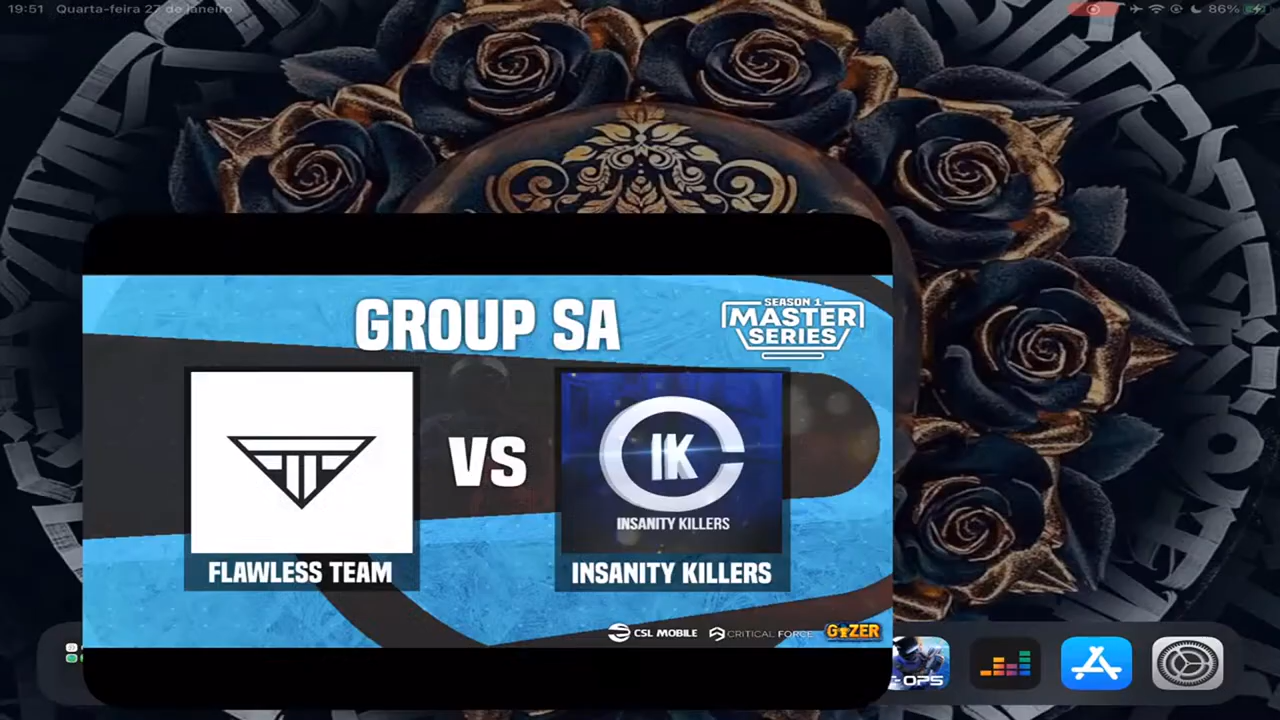 19:51 Quarta-feira 27 de janeiro
86%
GROUP SA
SEASON 1
MASTER
SERIES
VS
IK
INSANITY KILLERS
FLAWLESS TEAM
INSANITY KILLERS
CSL MOBILE
CRITICAL FORCE
GIZER
-OPS